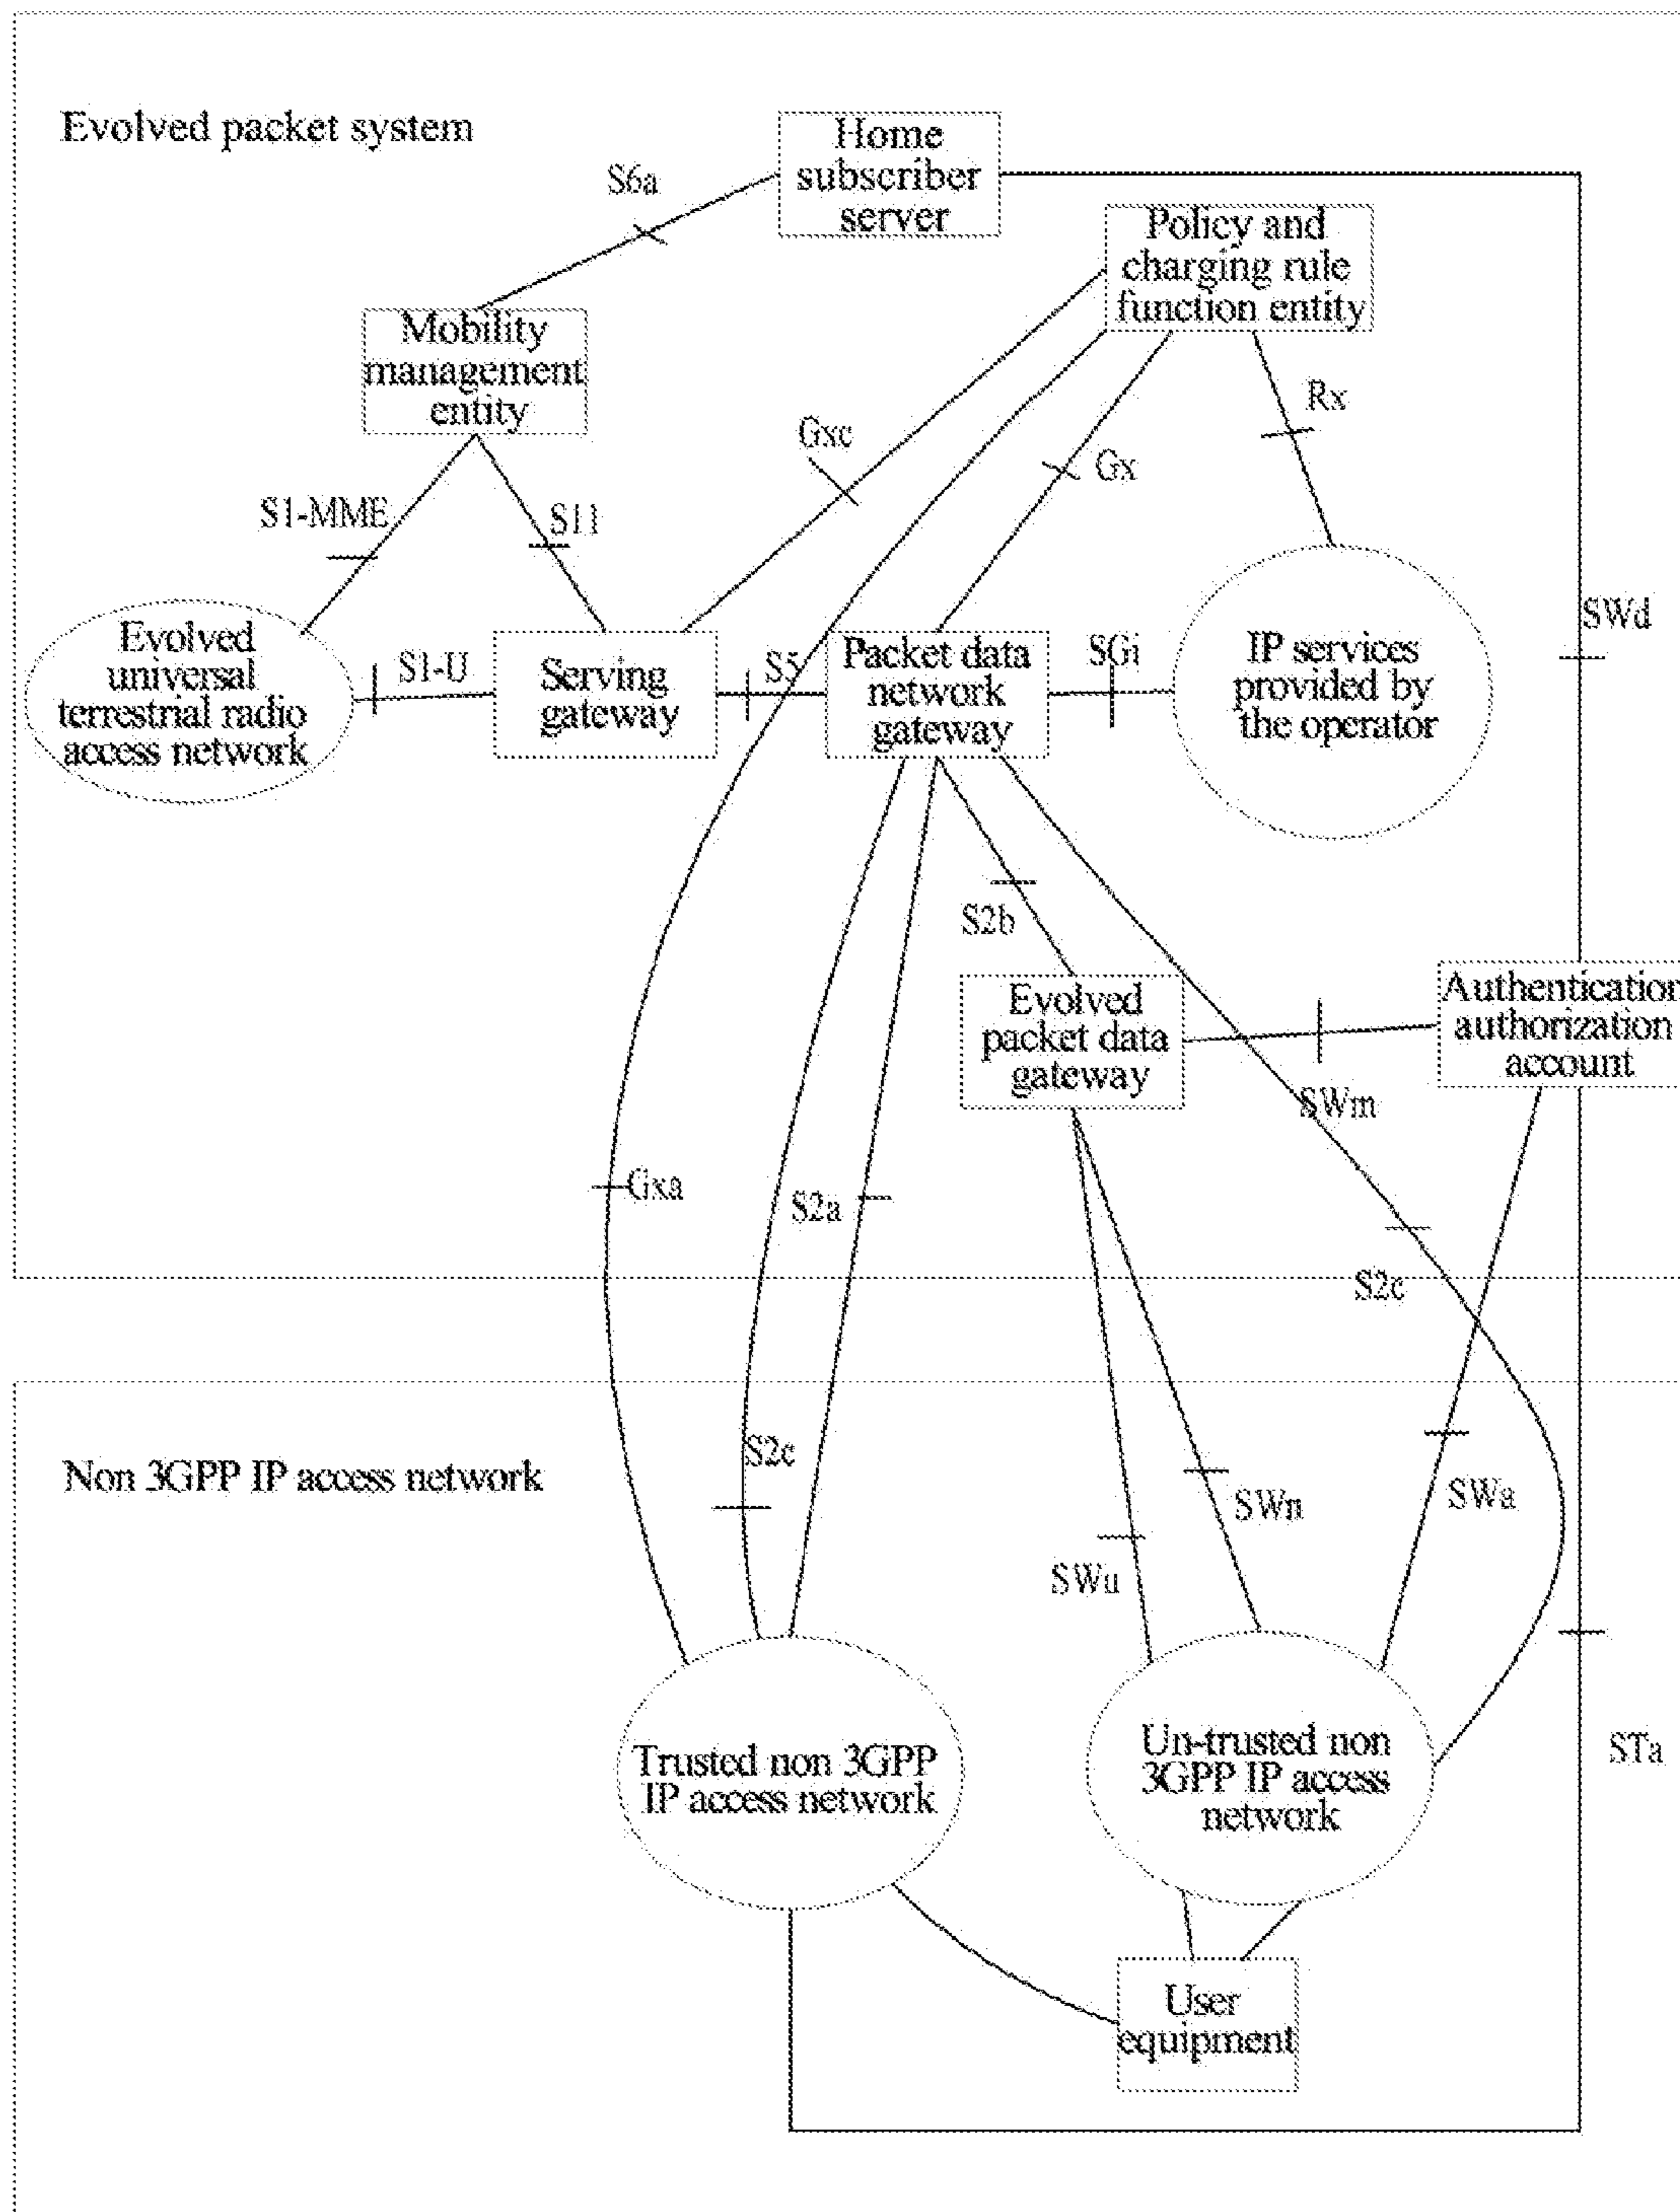 Evolved packet system
Home
subscriber
server
S6a
Policy and
charging rule
function entity
Mobility
management
entity
Rx
Gxc
Gx
S1-MME
S11
SWd
Evolved
universal
terrestrial radio
access network
S1-U
Serving
gateway
S5
Packet data
network
gateway
SGi
IP services
provided by
the operator
S2b
Evolved
packet data
gateway
Authentication
authorization
account
SWm
Gxa
S2a
S2c
Non 3GPP IP access network
S2c
SWn
SWa
SWu
Trusted non 3GPP
IP access network
Un-trusted non
3GPP IP access
network
STa
User
equipment